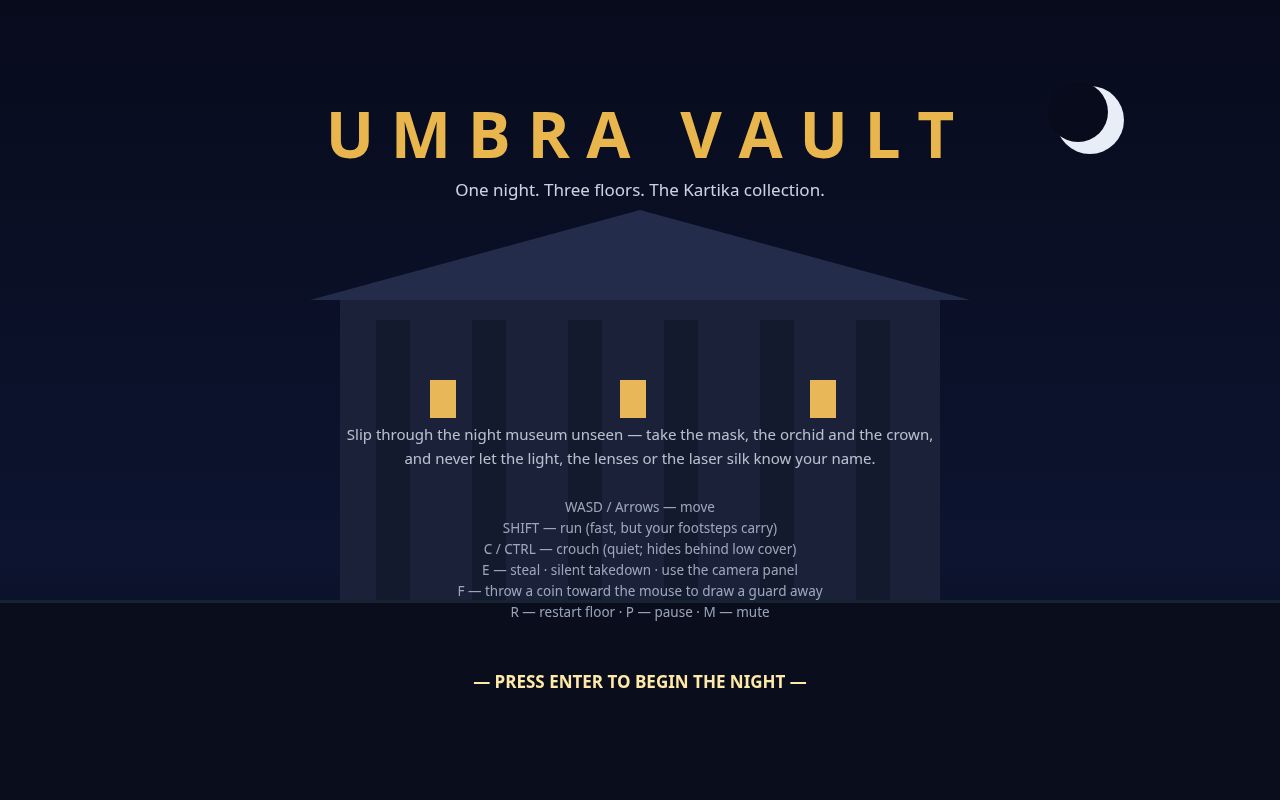 UMBRA VAULT
One night. Three floors. The Kartika collection.
Slip through the night museum unseen — take the mask, the orchid and the crown,
and never let the light, the lenses or the laser silk know your name.
WASD / Arrows — move
SHIFT — run (fast, but your footsteps carry)
C / CTRL — crouch (quiet; hides behind low cover)
E — steal · silent takedown · use the camera panel
F — throw a coin toward the mouse to draw a guard away
R — restart floor · P — pause · M — mute
— PRESS ENTER TO BEGIN THE NIGHT —